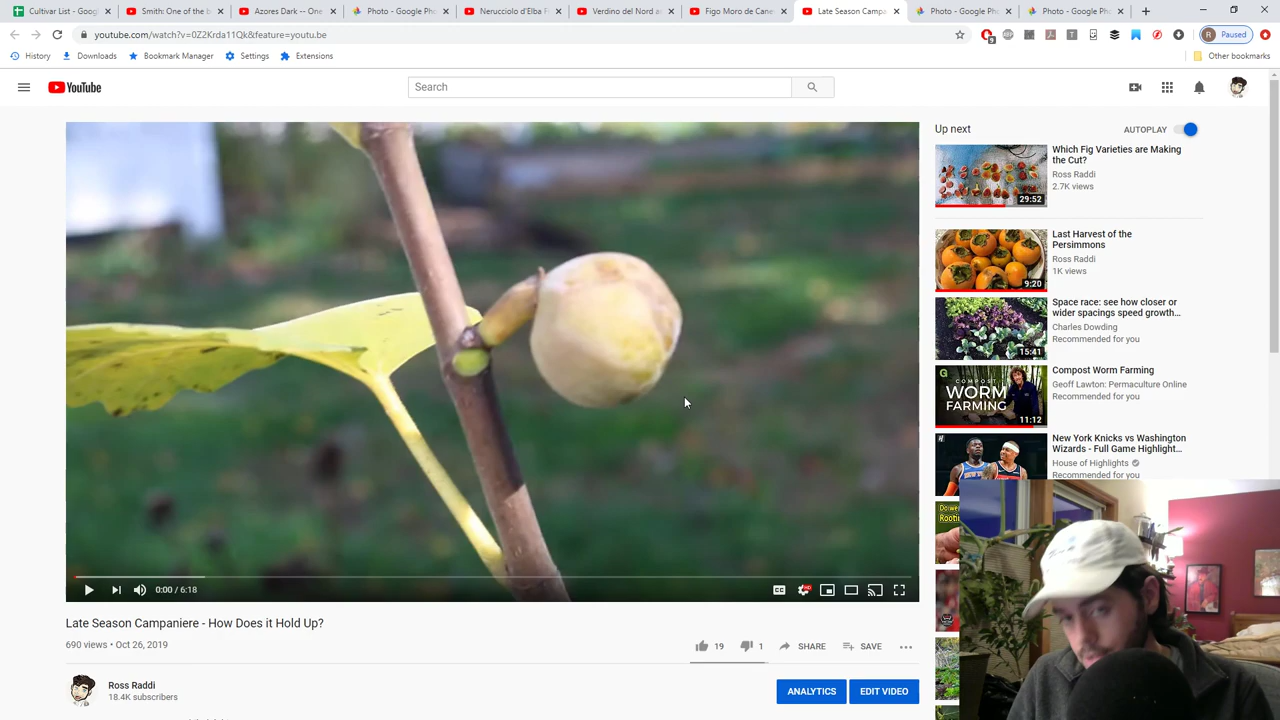 Cultivar List - Goog
Smith: One of the b
Azores Dark -- One
Photo - Google Pho
Nerucciolo d'Elba F
Verdino del Nord a
Figo Moro de Cane
Late Season Campa
Photo - Google Ph
Photo - Google Ph
youtube.com/watch?v=0Z2Krda11Qk&feature=youtu.be
Paused
History
Downloads
Bookmark Manager
Settings
Extensions
Other bookmarks
YouTube
Search
Up next
AUTOPLAY
Which Fig Varieties are Making
the Cut?
Ross Raddi
2.7K views
29:52
Last Harvest of the
Persimmons
Ross Raddi
1K views
9:20
Space race: see how closer or
wider spacings speed growth…
Charles Dowding
Recommended for you
15:41
Compost Worm Farming
Geoff Lawton: Permaculture Online
Recommended for you
COMPOST
WORM
FARMING
11:12
New York Knicks vs Washington
Wizards - Full Game Highlight…
House of Highlights
Recommended for you
0:00 / 6:18
Late Season Campaniere - How Does it Hold Up?
690 views • Oct 26, 2019
19
1
SHARE
SAVE
Ross Raddi
18.4K subscribers
ANALYTICS
EDIT VIDEO